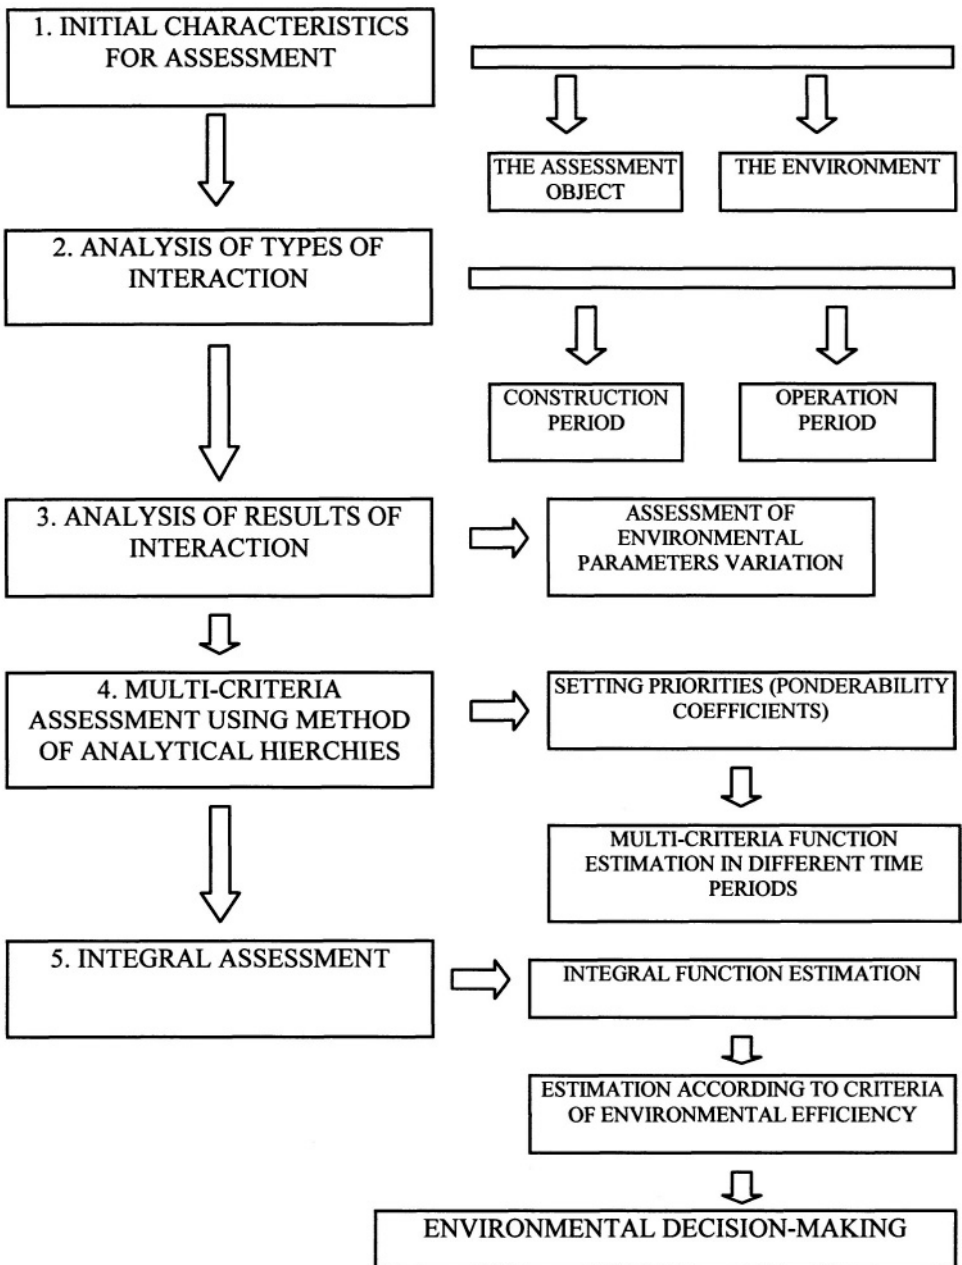 1. INITIAL CHARACTERISTICS
FOR ASSESSMENT
THE ASSESSMENT
OBJECT
THE ENVIRONMENT
2. ANALYSIS OF TYPES OF
INTERACTION
CONSTRUCTION
PERIOD
OPERATION
PERIOD
3. ANALYSIS OF RESULTS OF
INTERACTION
ASSESSMENT OF
ENVIRONMENTAL
PARAMETERS VARIATION
4. MULTI-CRITERIA
ASSESSMENT USING METHOD
OF ANALYTICAL HIERCHIES
SETTING PRIORITIES (PONDERABILITY
COEFFICIENTS)
MULTI-CRITERIA FUNCTION
ESTIMATION IN DIFFERENT TIME
PERIODS
5. INTEGRAL ASSESSMENT
INTEGRAL FUNCTION ESTIMATION
ESTIMATION ACCORDING TO CRITERIA
OF ENVIRONMENTAL EFFICIENCY
ENVIRONMENTAL DECISION-MAKING